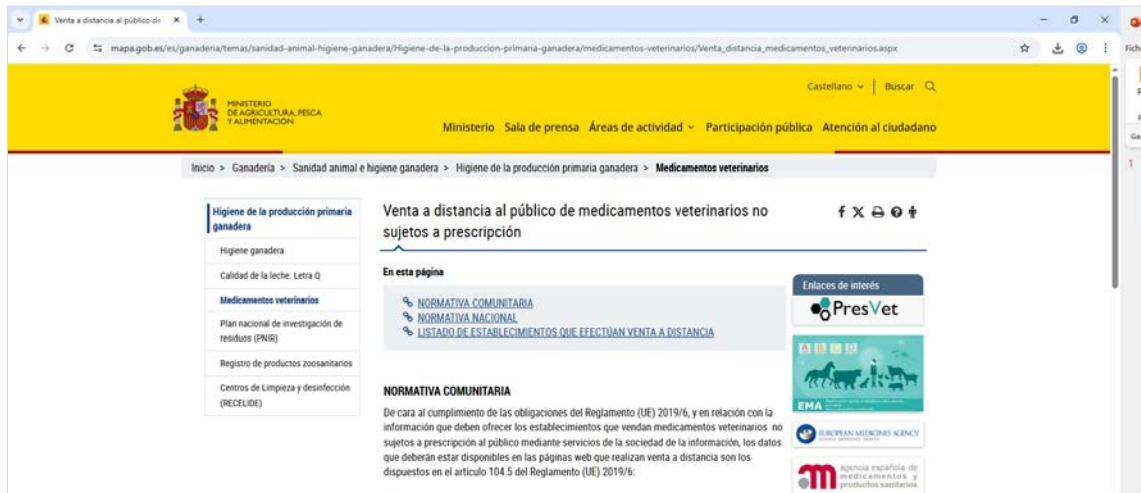 Venta a distancia al público de
mapa.gob.es/es/ganaderia/temas/sanidad-animal-higiene-ganadera/Higiene-de-la-produccion-primaria-ganadera/medicamentos-veterinarios/Venta_distancia_medicamentos_veterinarios.aspx
Fich
Castellano | Buscar
MINISTERIO
DE AGRICULTURA, PESCA
Y ALIMENTACIÓN
Ministerio Sala de prensa Áreas de actividad Participación pública Atención al ciudadano
Inicio > Ganadería > Sanidad animal e higiene ganadera > Higiene de la producción primaria ganadera > Medicamentos veterinarios
1
Higiene de la producción primaria
ganadera
Higiene ganadera
Calidad de la leche. Letra Q
Medicamentos veterinarios
Plan nacional de investigación de
residuos (PNIR)
Registro de productos zoosanitarios
Centros de Limpieza y desinfección
(RECELIDE)
Venta a distancia al público de medicamentos veterinarios no
sujetos a prescripción
En esta página
NORMATIVA COMUNITARIA
NORMATIVA NACIONAL
LISTADO DE ESTABLECIMIENTOS QUE EFECTÚAN VENTA A DISTANCIA
NORMATIVA COMUNITARIA
De cara al cumplimiento de las obligaciones del Reglamento (UE) 2019/6, y en relación con la
información que deben ofrecer los establecimientos que vendan medicamentos veterinarios no
sujetos a prescripción al público mediante servicios de la sociedad de la información, los datos
que deberán estar disponibles en las páginas web que realizan venta a distancia son los
dispuestos en el artículo 104.5 del Reglamento (UE) 2019/6:
Enlaces de interés
PresVet
A B C D
EMA
EUROPEAN MEDICINES AGENCY
agencia española de
medicamentos y
productos sanitarios